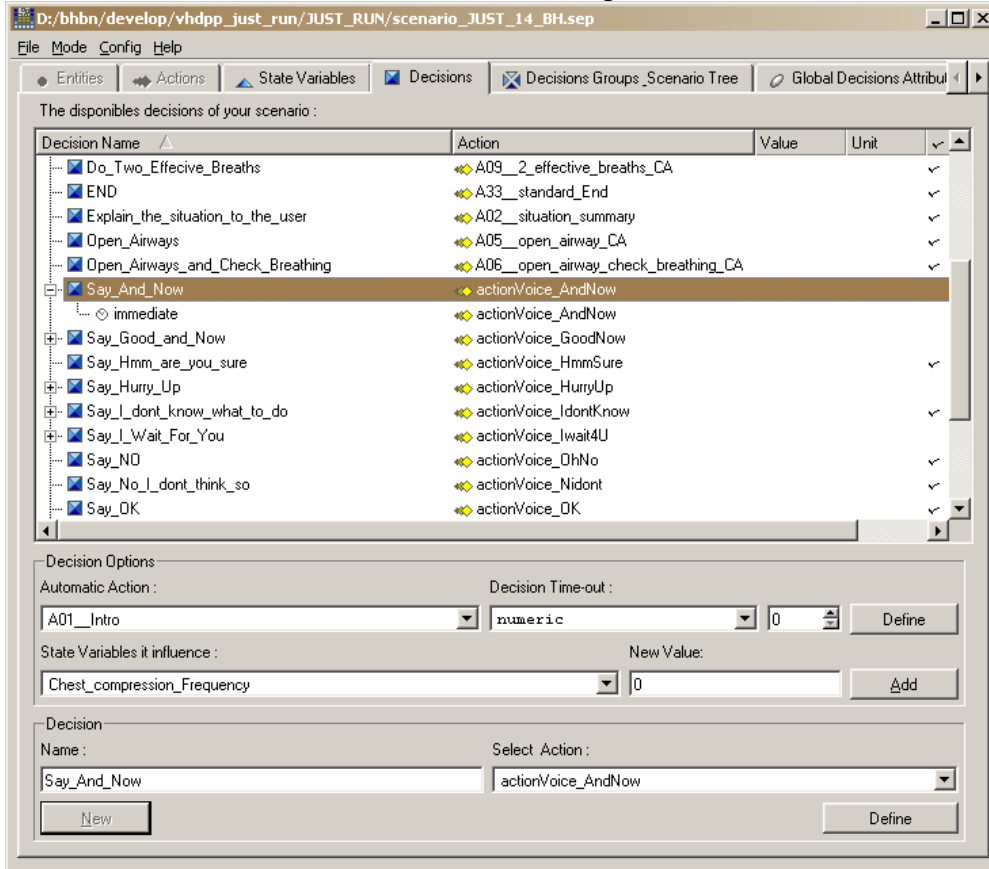 D:/bhbn/develop/vhdpp_just_run/JUST_RUN/scenario_JUST_14_BH.sep
File Mode Config Help
Entities Actions State Variables Decisions Decisions Groups_Scenario Tree Global Decisions Attribut
The disponibles decisions of your scenario :
Decision Name Action Value Unit
Do_Two_Effecive_Breaths A09__2_effective_breaths_CA
END A33__standard_End
Explain_the_situation_to_the_user A02__situation_summary
Open_Airways A05__open_airway_CA
Open_Airways_and_Check_Breathing A06__open_airway_check_breathing_CA
Say_And_Now actionVoice_AndNow
immediate actionVoice_AndNow
Say_Good_and_Now actionVoice_GoodNow
Say_Hmm_are_you_sure actionVoice_HmmSure
Say_Hurry_Up actionVoice_HurryUp
Say_I_dont_know_what_to_do actionVoice_IdontKnow
Say_I_Wait_For_You actionVoice_Iwait4U
Say_NO actionVoice_OhNo
Say_No_I_dont_think_so actionVoice_Nidont
Say_OK actionVoice_OK
Decision Options
Automatic Action : Decision Time-out :
A01__Intro numeric 0 Define
State Variables it influence : New Value:
Chest_compression_Frequency 0 Add
Decision
Name : Select Action :
Say_And_Now actionVoice_AndNow
New Define